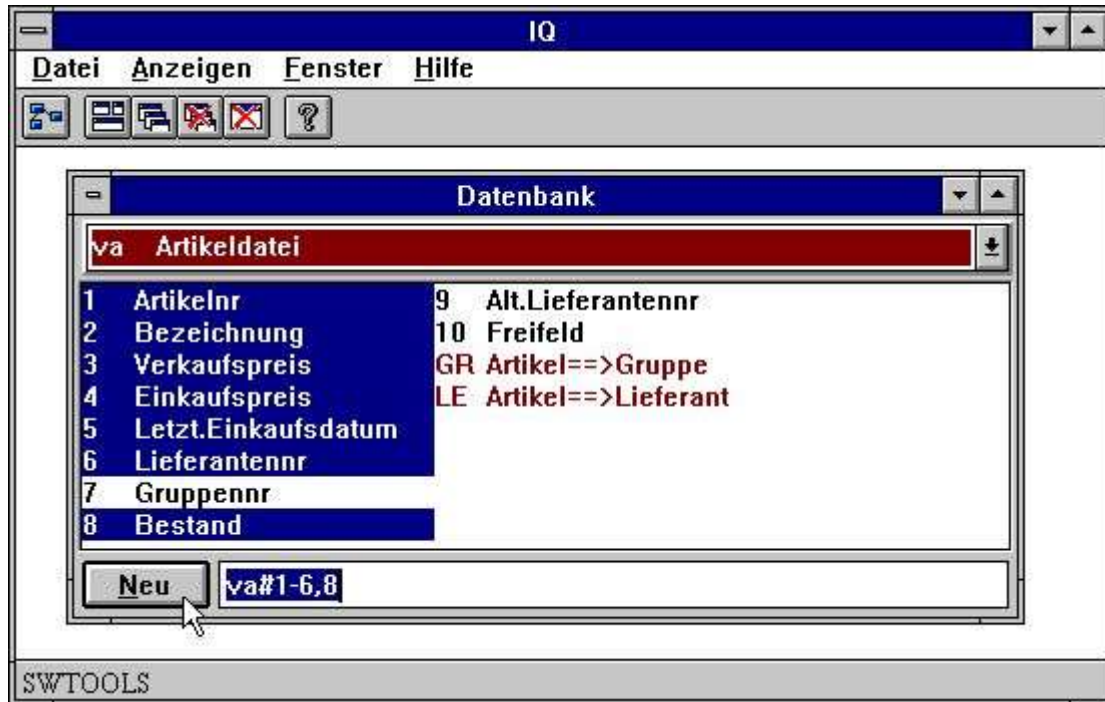 IQ
Datei Anzeigen Fenster Hilfe
?
Datenbank
va Artikeldatei
1 Artikelnr
2 Bezeichnung
3 Verkaufspreis
4 Einkaufspreis
5 Letzt.Einkaufsdatum
6 Lieferantennr
7 Gruppennr
8 Bestand
9 Alt.Lieferantennr
10 Freifeld
GR Artikel==>Gruppe
LE Artikel==>Lieferant
Neu va#1-6,8
SWTOOLS